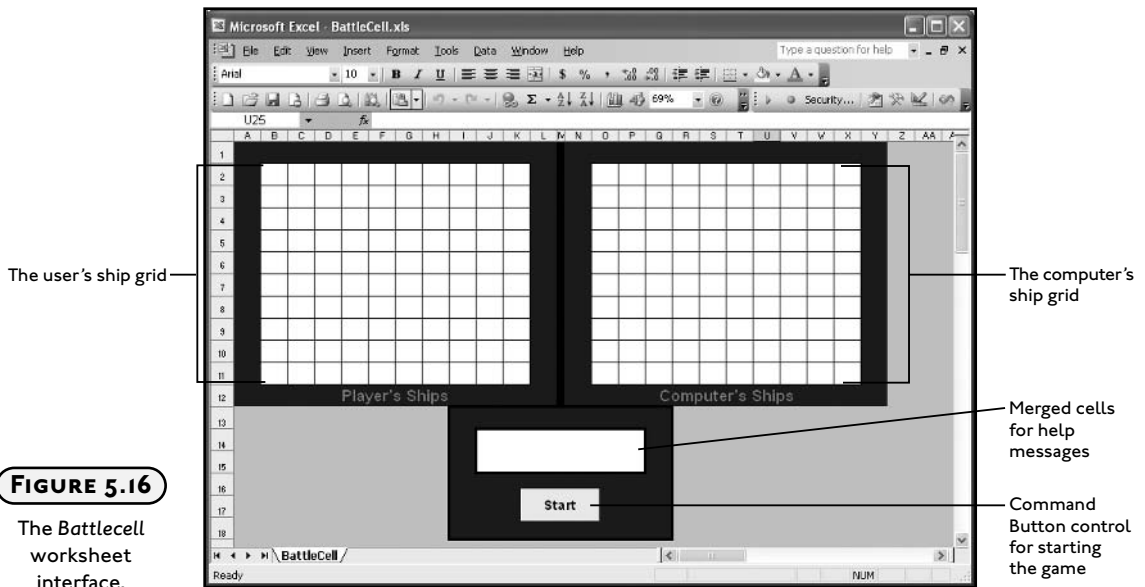 Microsoft Excel - BattleCell.xls
File Edit View Insert Format Tools Data Window Help
Type a question for help
Arial 10 B I U $ % ,
Σ 69% Security...
U25 fx
A B C D E F G H I J K L M N O P Q R S T U V W X Y Z AA
1
2
3
4
5
6
7
8
9
10
11
12
13
14
15
16
17
18
Player's Ships
Computer's Ships
Start
BattleCell
Ready
NUM
The user's ship grid
The computer's
ship grid
Merged cells
for help
messages
Command
Button control
for starting
the game
FIGURE 5.16
The Battlecell
worksheet
interface.